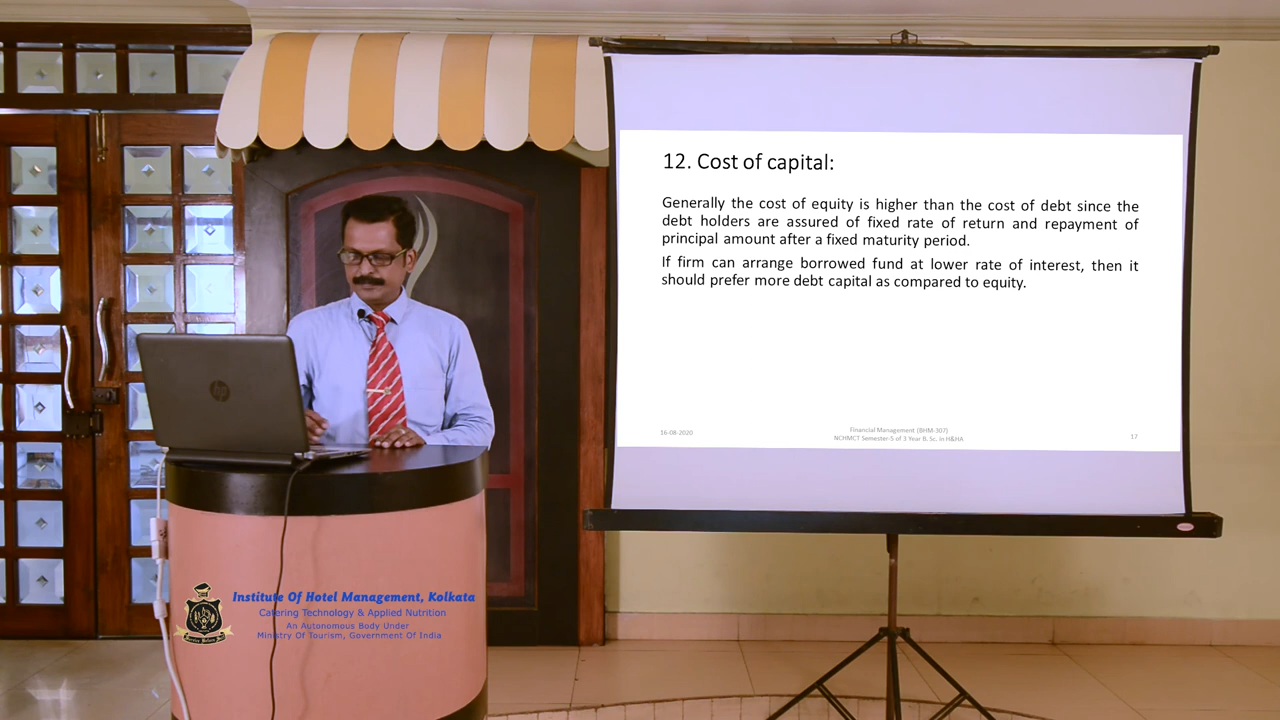 12. Cost of capital:
Generally the cost of equity is higher than the cost of debt since the
debt holders are assured of fixed rate of return and repayment of
principal amount after a fixed maturity period.
If firm can arrange borrowed fund at lower rate of interest, then it
should prefer more debt capital as compared to equity.
16-08-2020
Financial Management (BHM-307)
NCHMCT Semester-5 of 3 Year B. Sc. in H&HA
17
hp
Institute Of Hotel Management, Kolkata
Catering Technology & Applied Nutrition
An Autonomous Body Under
Ministry Of Tourism, Government Of India